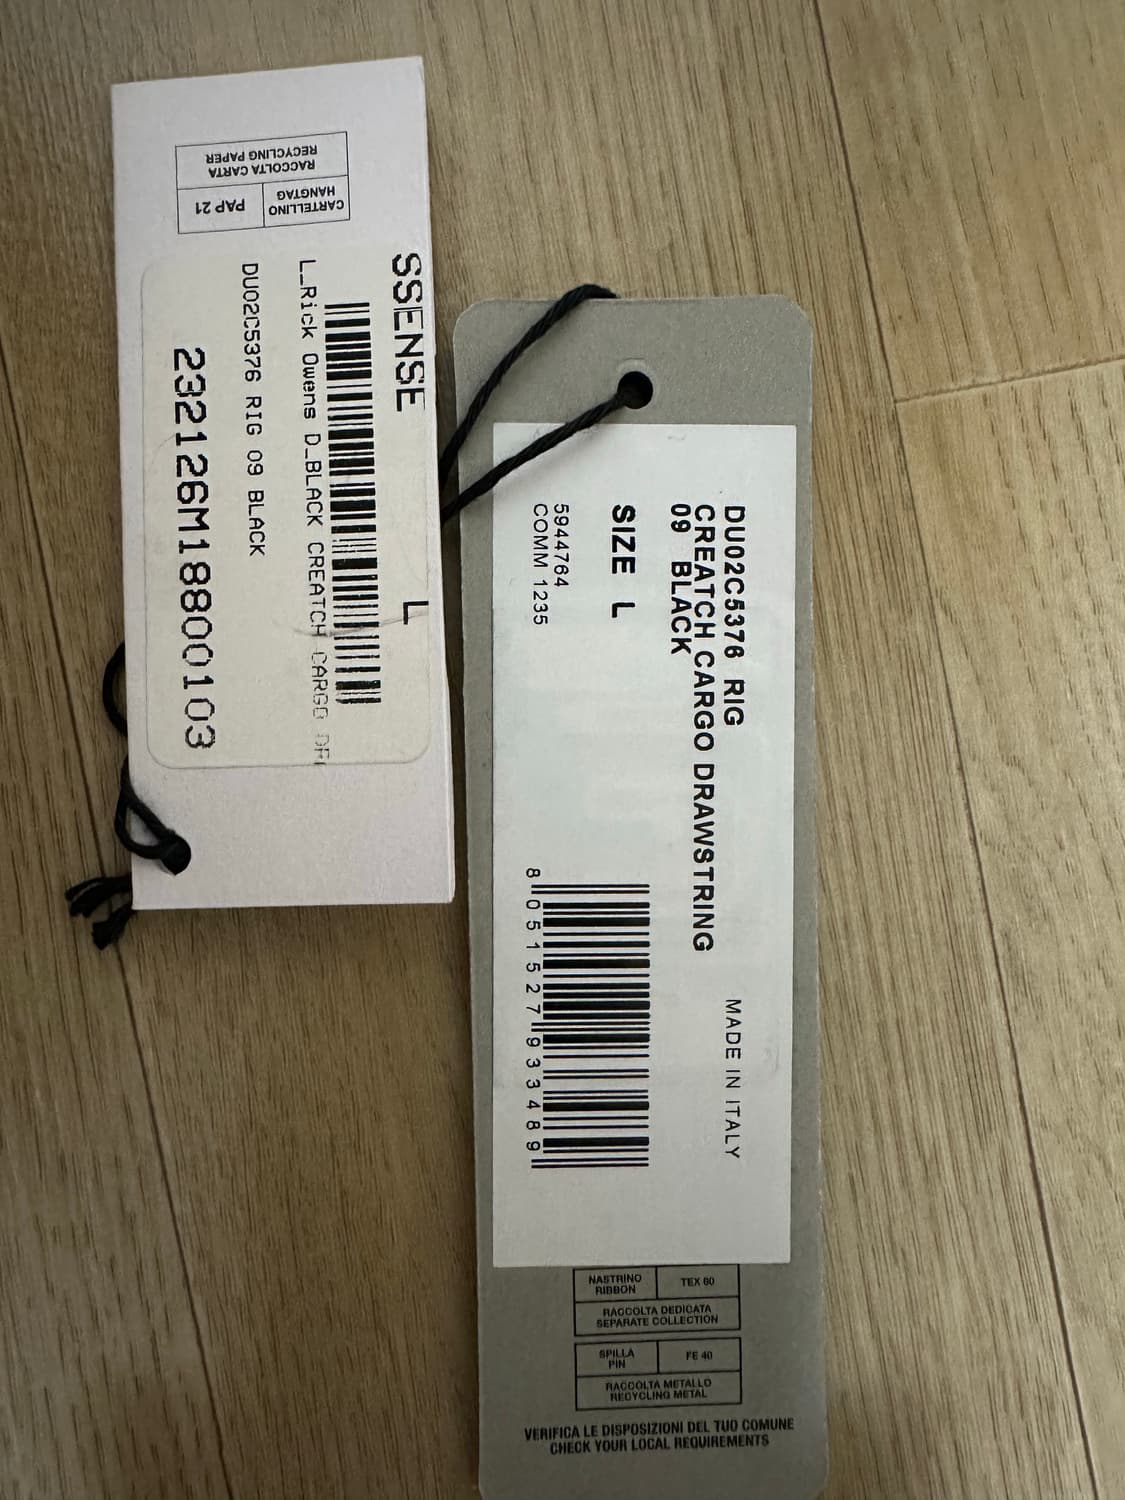 RACCOLTA CARTA
RECYCLING PAPER
CARTELLINO
HANGTAG
PAP 21
SSENSE
L
L_Rick Owens D_BLACK CREATCH CARGO DR
DU02C5376 RIG 09 BLACK
232126M18800103
DU02C5376 RIG
MADE IN ITALY
CREATCH CARGO DRAWSTRING
09 BLACK
SIZE L
5944764
COMM 1235
8 051527 933489
NASTRINO
RIBBON
TEX 60
RACCOLTA DEDICATA
SEPARATE COLLECTION
SPILLA
PIN
FE 40
RACCOLTA METALLO
RECYCLING METAL
VERIFICA LE DISPOSIZIONI DEL TUO COMUNE
CHECK YOUR LOCAL REQUIREMENTS